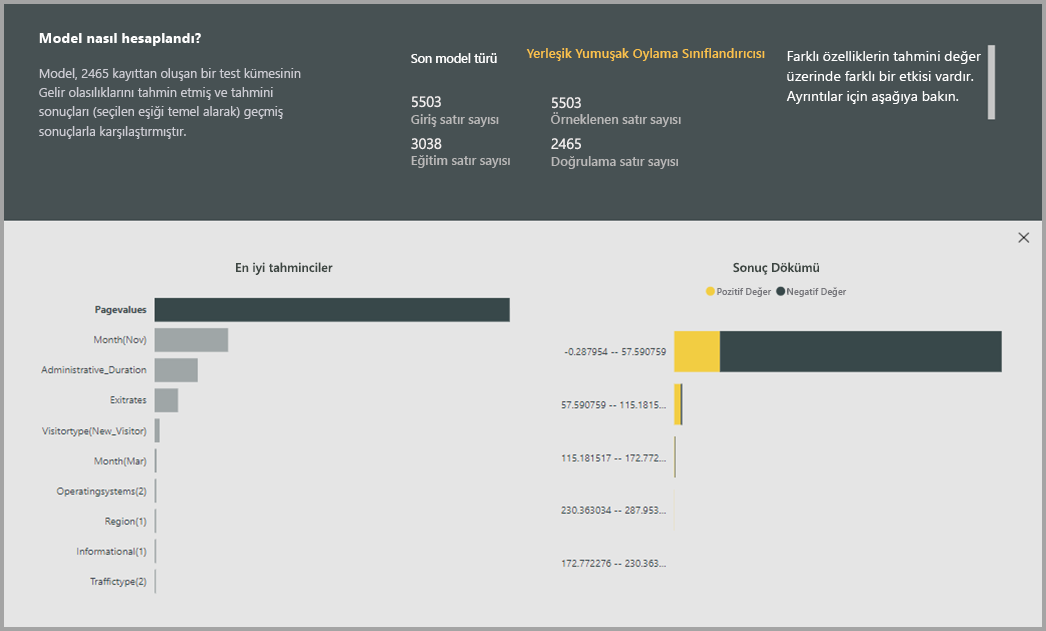 Model nasıl hesaplandı?
Model, 2465 kayıttan oluşan bir test kümesinin
Gelir olasılıklarını tahmin etmiş ve tahmini
sonuçları (seçilen eşiği temel alarak) geçmiş
sonuçlarla karşılaştırmıştır.
Son model türü
Yerleşik Yumuşak Oylama Sınıflandırıcısı
5503
Giriş satır sayısı
5503
Örneklenen satır sayısı
3038
Eğitim satır sayısı
2465
Doğrulama satır sayısı
Farklı özelliklerin tahmini değer
üzerinde farklı bir etkisi vardır.
Ayrıntılar için aşağıya bakın.
En iyi tahminciler
Pagevalues
Month(Nov)
Administrative_Duration
Exitrates
Visitortype(New_Visitor)
Month(Mar)
Operatingsystems(2)
Region(1)
Informational(1)
Traffictype(2)
Sonuç Dökümü
Pozitif Değer Negatif Değer
-0.287954 -- 57.590759
57.590759 -- 115.1815...
115.181517 -- 172.772...
230.363034 -- 287.953...
172.772276 -- 230.363...